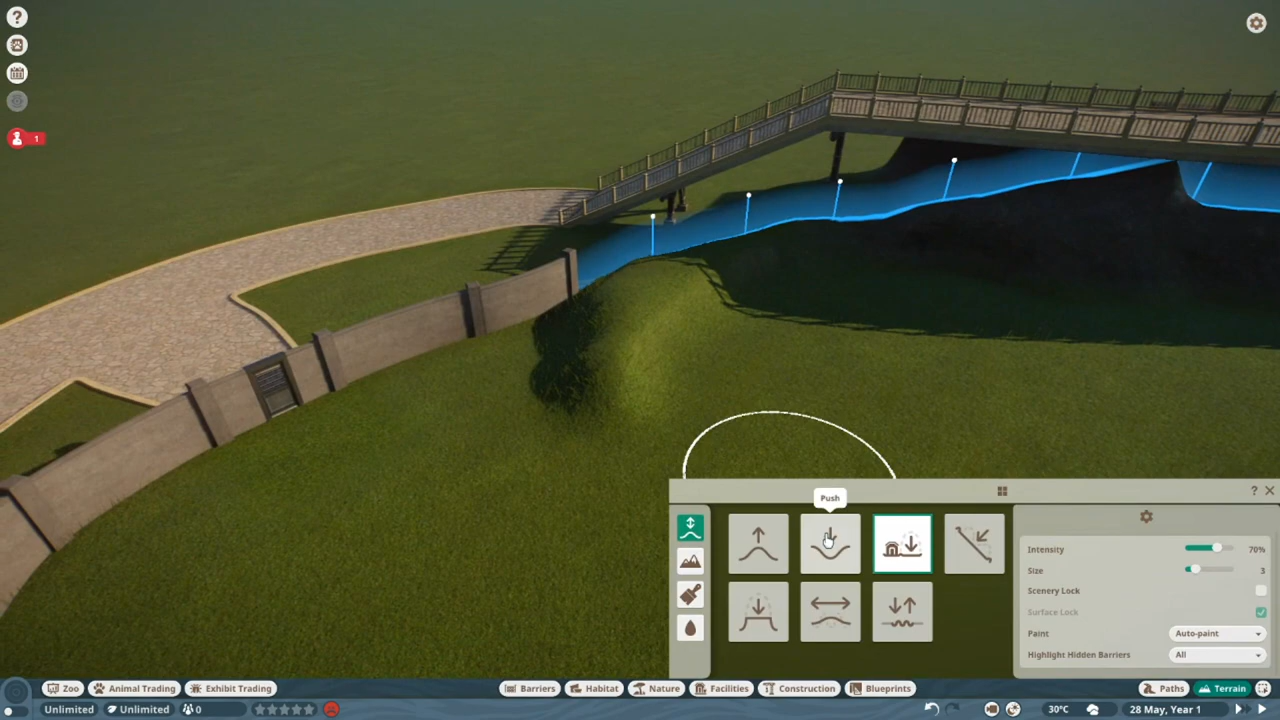 ?
1
Push
?
Intensity 70%
Size 3
Scenery Lock
Surface Lock
Paint Auto-paint
Highlight Hidden Barriers All
Zoo Animal Trading Exhibit Trading Barriers Habitat Nature Facilities Construction Blueprints Paths Terrain
Unlimited Unlimited 0 30°C 28 May, Year 1